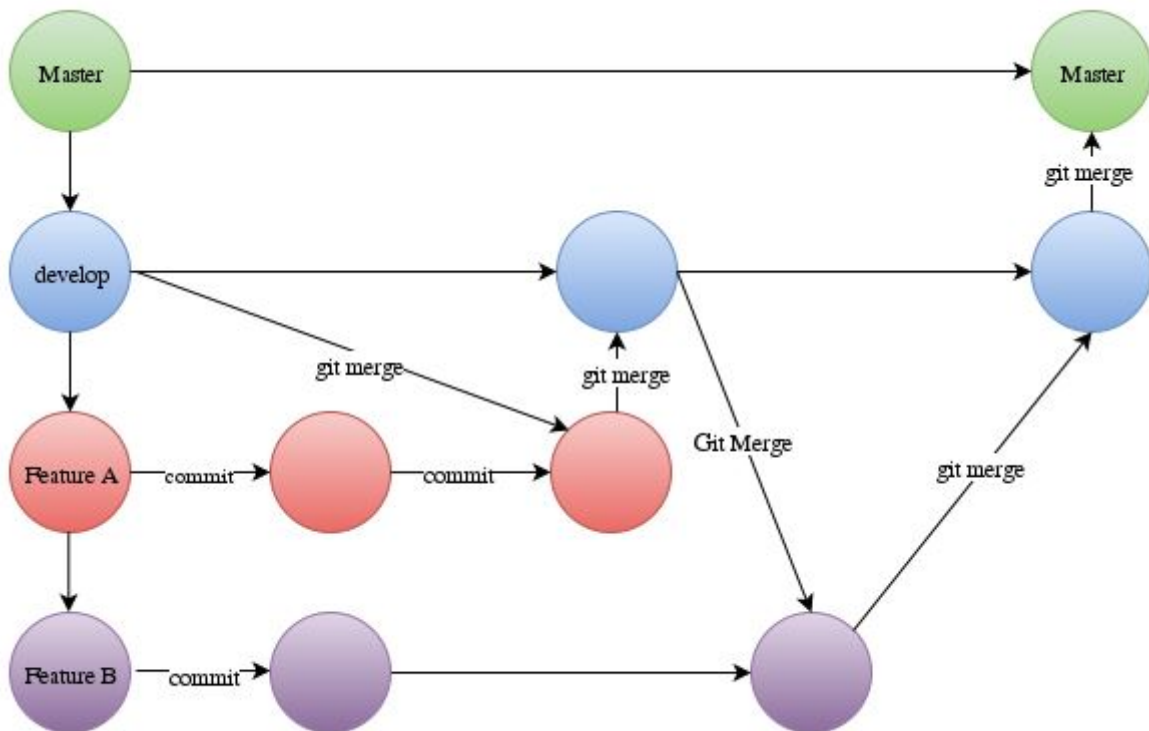 Master
Master
git merge
develop
git merge
git merge
Git Merge
git merge
Feature A
commit
commit
Feature B
commit